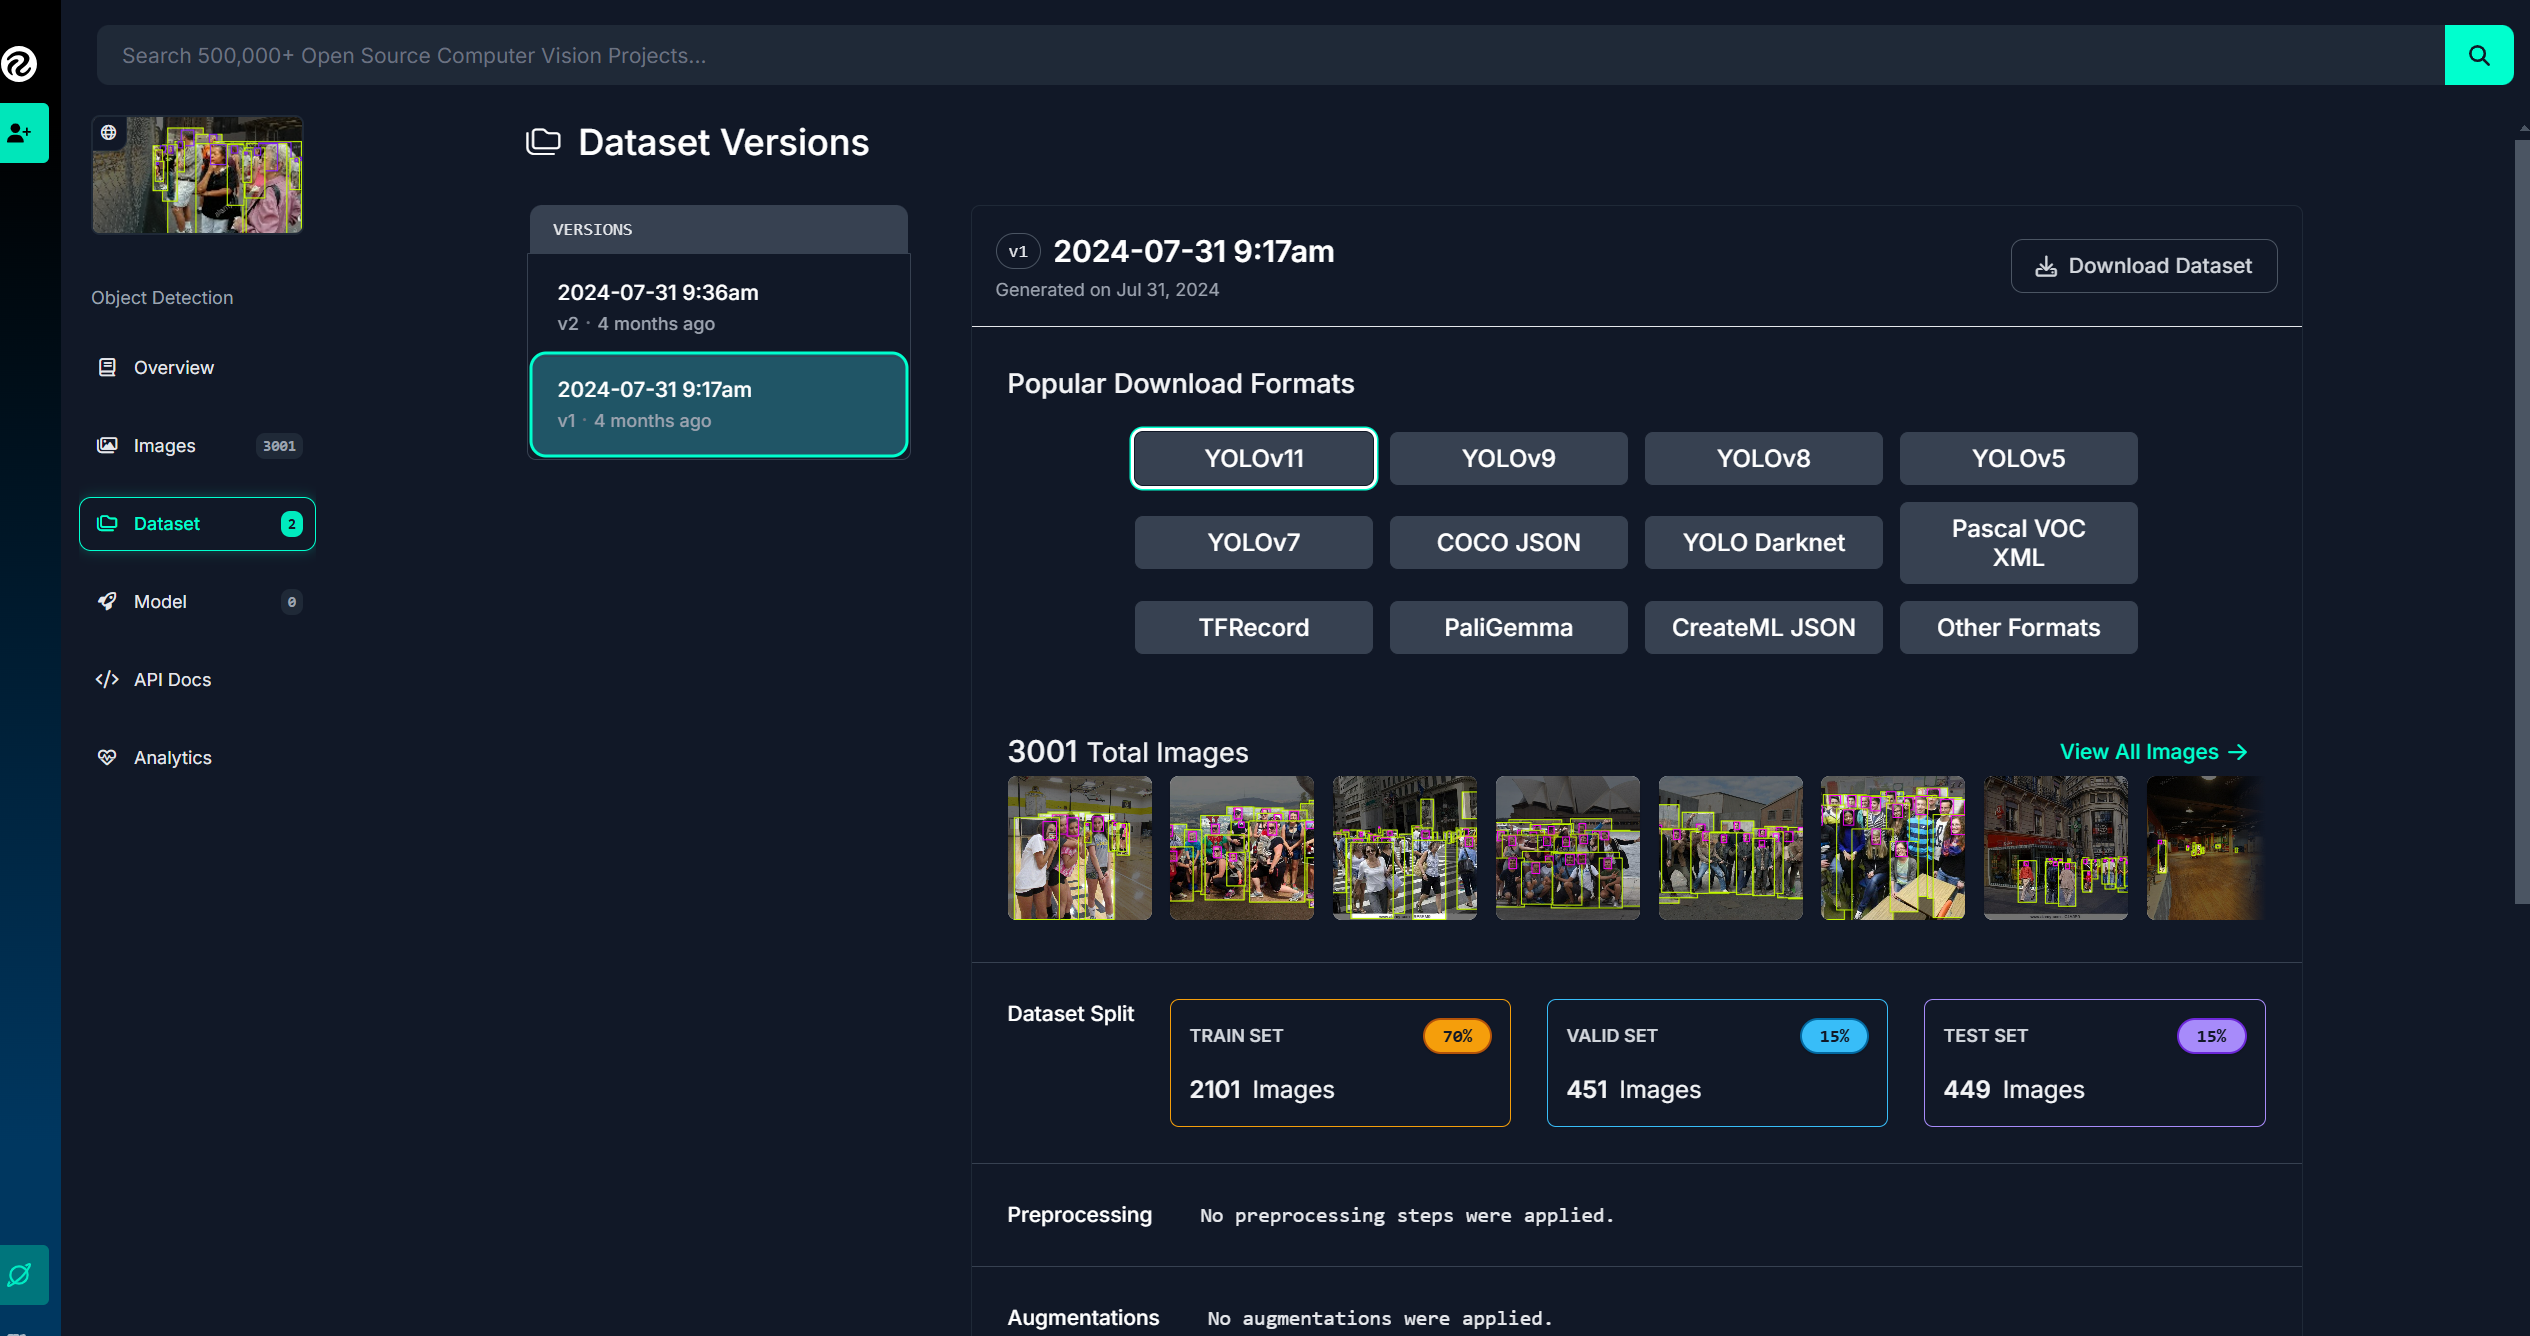 Search 500,000+ Open Source Computer Vision Projects...
Object Detection
Overview
Images 3001
Dataset 2
Model 0
API Docs
Analytics
Dataset Versions
VERSIONS
2024-07-31 9:36am
v2 · 4 months ago
2024-07-31 9:17am
v1 · 4 months ago
v1 2024-07-31 9:17am
Generated on Jul 31, 2024
Download Dataset
Popular Download Formats
YOLOv11 YOLOv9 YOLOv8 YOLOv5
YOLOv7 COCO JSON YOLO Darknet Pascal VOC
XML
TFRecord PaliGemma CreateML JSON Other Formats
3001 Total Images
View All Images →
Dataset Split
TRAIN SET 70%
2101 Images
VALID SET 15%
451 Images
TEST SET 15%
449 Images
Preprocessing No preprocessing steps were applied.
Augmentations No augmentations were applied.